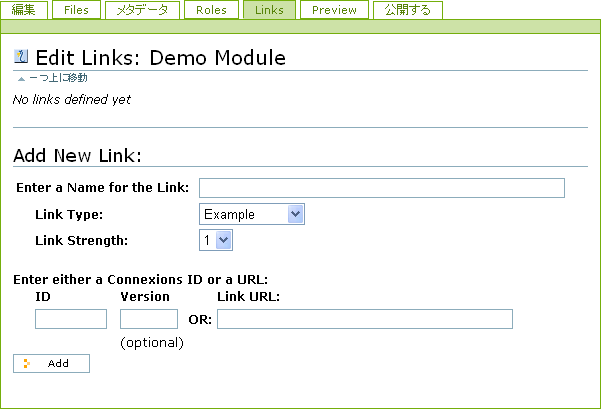 編集 Files メタデータ Roles Links Preview 公開する
Edit Links: Demo Module
一つ上に移動
No links defined yet
Add New Link:
Enter a Name for the Link:
Link Type: Example
Link Strength: 1
Enter either a Connexions ID or a URL:
ID Version Link URL:
OR:
(optional)
Add